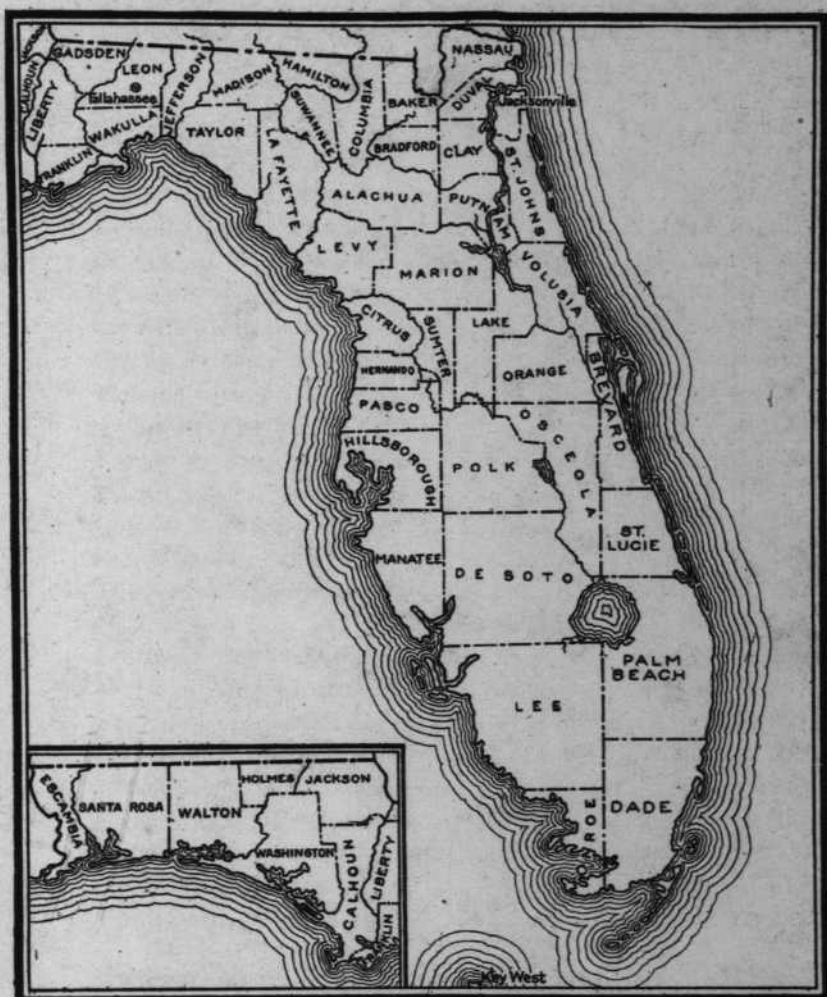 NASSAU
GADSDEN
HAMILTON
LEON
JEFFERSON
MADISON
DUVAL
CALHOUN
LIBERTY
Tallahassee
COLUMBIA
BAKER
Jacksonville
SUWANNEE
WAKULLA
TAYLOR
LA FAYETTE
BRADFORD
CLAY
FRANKLIN
ST. JOHNS
ALACHUA
PUTNAM
LEVY
MARION
VOLUSIA
CITRUS
SUMTER
LAKE
HERNANDO
ORANGE
BREVARD
PASCO
OSCEOLA
HILLSBOROUGH
POLK
ST.
LUCIE
MANATEE
DE SOTO
PALM
BEACH
LEE
MONROE
DADE
HOLMES
JACKSON
ESCAMBIA
SANTA ROSA
WALTON
WASHINGTON
CALHOUN
LIBERTY
FRANKLIN
Key West